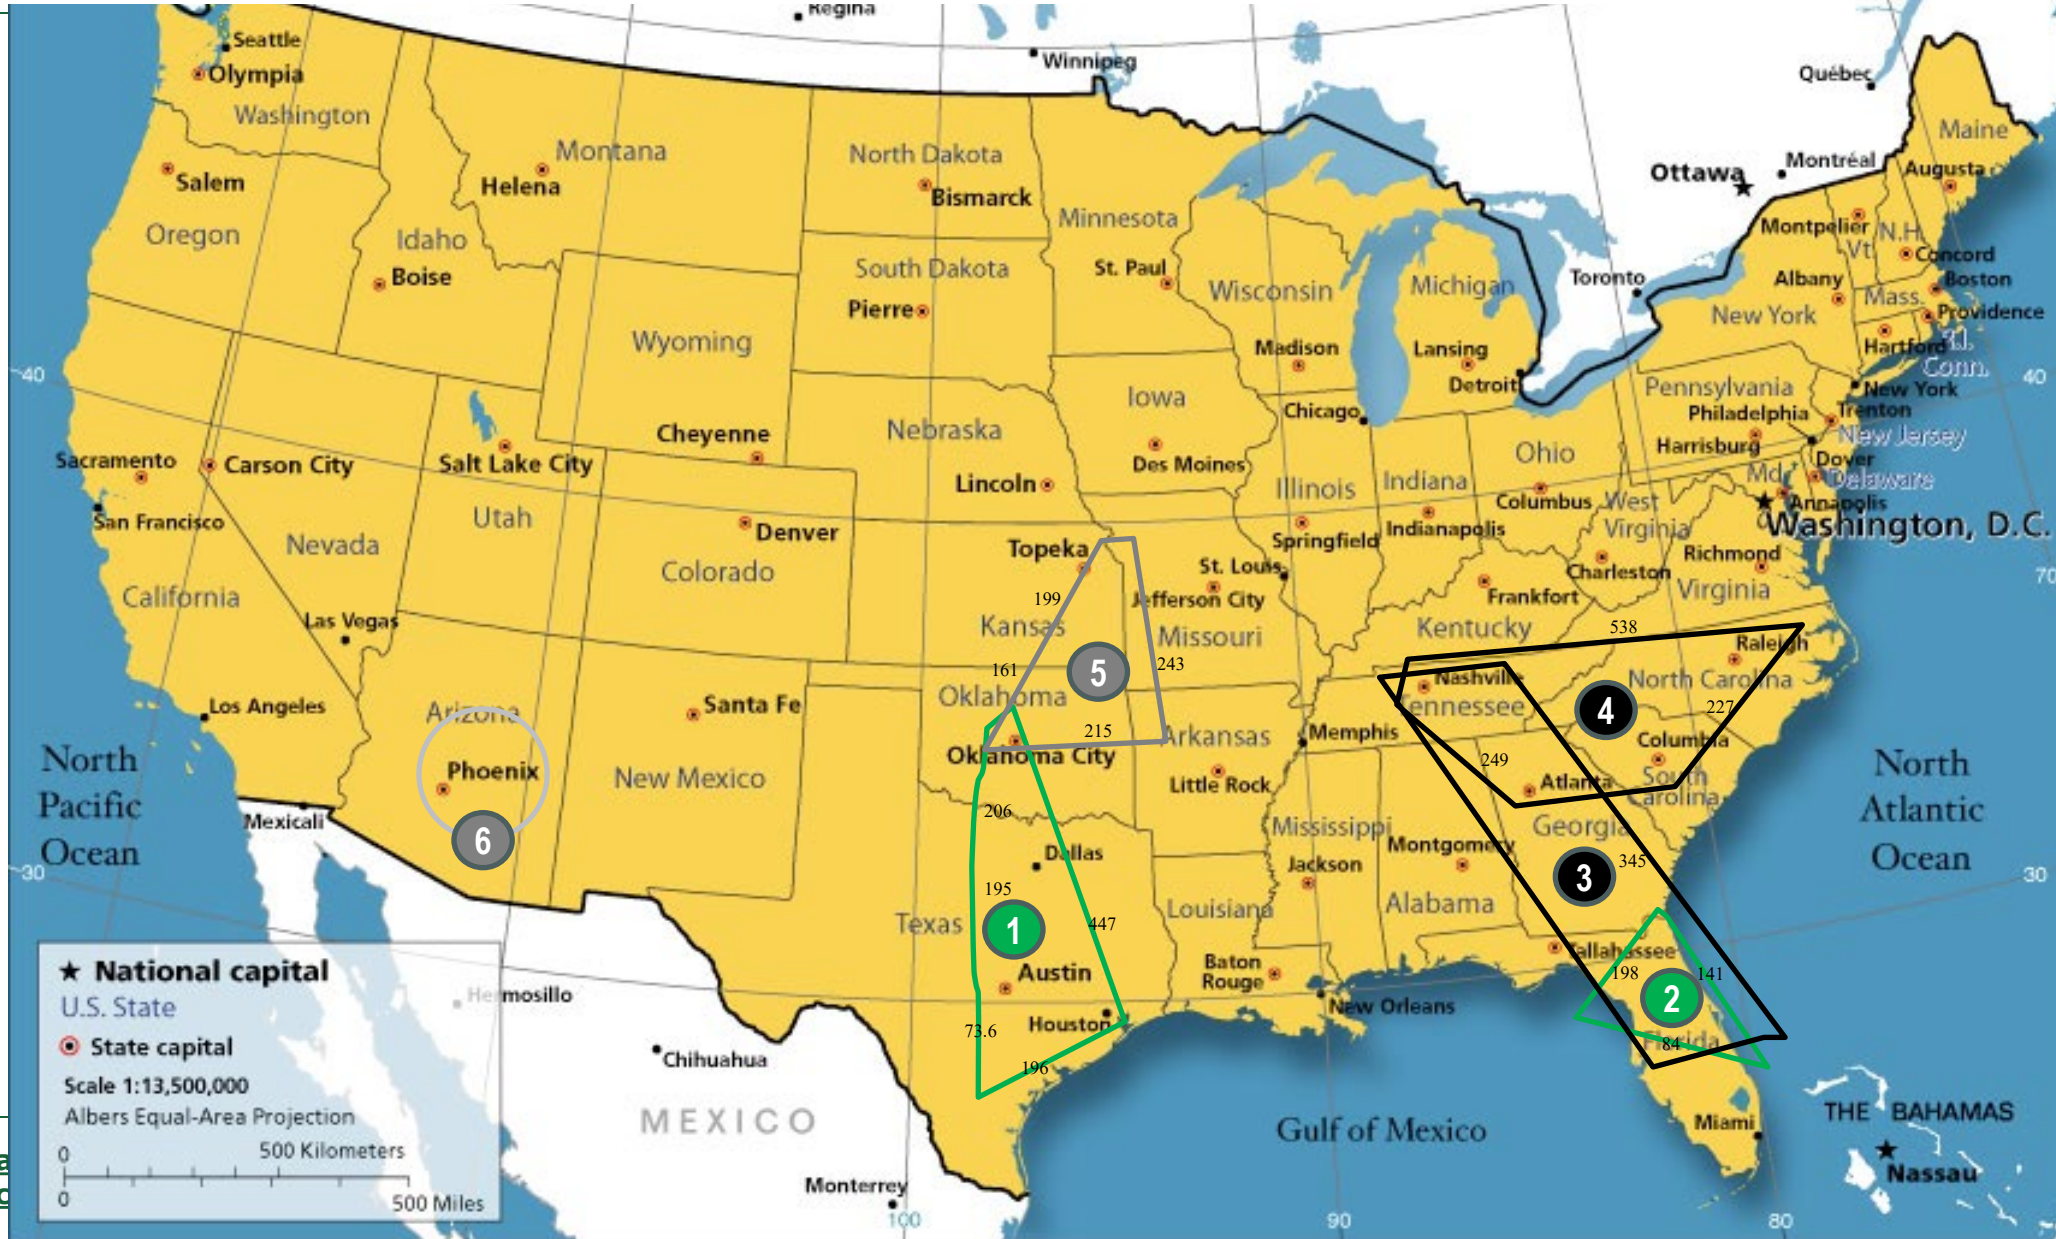 Regina
Winnipeg
Québec
Ottawa
Montréal
Toronto
Seattle
Olympia
Washington
Salem
Oregon
Montana
Helena
Idaho
Boise
North Dakota
Bismarck
South Dakota
Pierre
Minnesota
St. Paul
Wisconsin
Madison
Michigan
Lansing
Detroit
Maine
Augusta
Montpelier
Vt.
N.H.
Concord
Boston
Albany
Mass.
Providence
New York
Hartford
R.I.
Conn.
New York
Pennsylvania
Philadelphia
Trenton
New Jersey
Harrisburg
Dover
Md.
Delaware
Annapolis
Washington, D.C.
40
40
Wyoming
Cheyenne
Nebraska
Lincoln
Iowa
Des Moines
Chicago
Illinois
Springfield
Indiana
Indianapolis
Ohio
Columbus
West
Virginia
Charleston
Richmond
Virginia
70
Sacramento
Carson City
San Francisco
Nevada
California
Las Vegas
Los Angeles
Salt Lake City
Utah
Denver
Colorado
Topeka
Kansas
St. Louis
Jefferson City
Missouri
Frankfort
Kentucky
199
161
243
215
5
538
Raleigh
North Carolina
227
4
Nashville
Tennessee
Memphis
249
Atlanta
Columbia
South
Carolina
Arizona
Phoenix
6
Santa Fe
New Mexico
Oklahoma
Oklahoma City
Arkansas
Little Rock
North
Pacific
Ocean
North
Atlantic
Ocean
Mexicali
30
30
206
Dallas
195
Texas
1
447
Austin
Houston
73.6
196
Louisiana
Baton
Rouge
New Orleans
Mississippi
Jackson
Montgomery
Alabama
Georgia
345
3
Tallahassee
198
141
2
Florida
84
Miami
Hermosillo
Chihuahua
MEXICO
Monterrey
Gulf of Mexico
THE BAHAMAS
Nassau
100
90
80
National capital
U.S. State
State capital
Scale 1:13,500,000
Albers Equal-Area Projection
0
500 Kilometers
0
500 Miles